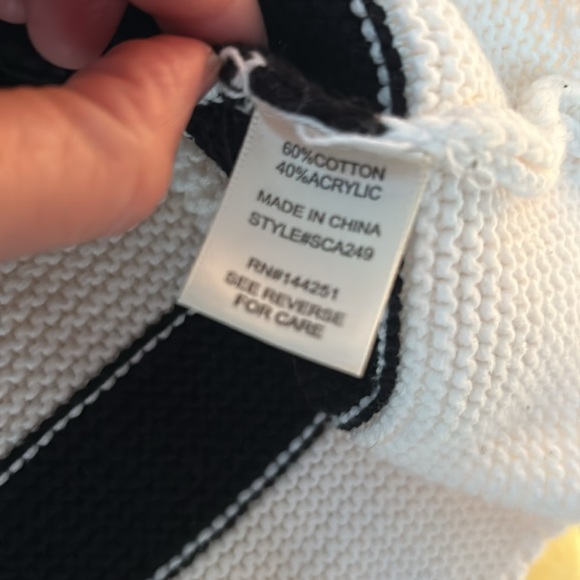 60%COTTON
40%ACRYLIC
MADE IN CHINA
STYLE#SCA249
RN#144251
SEE REVERSE
FOR CARE